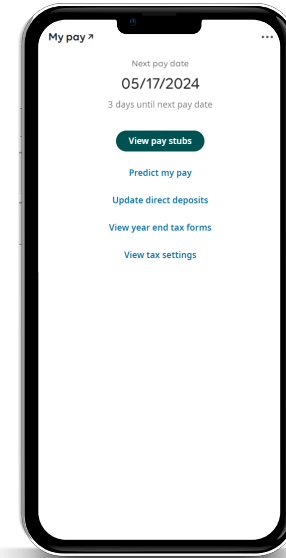 My pay ↗
Next pay date
05/17/2024
3 days until next pay date
View pay stubs
Predict my pay
Update direct deposits
View year end tax forms
View tax settings